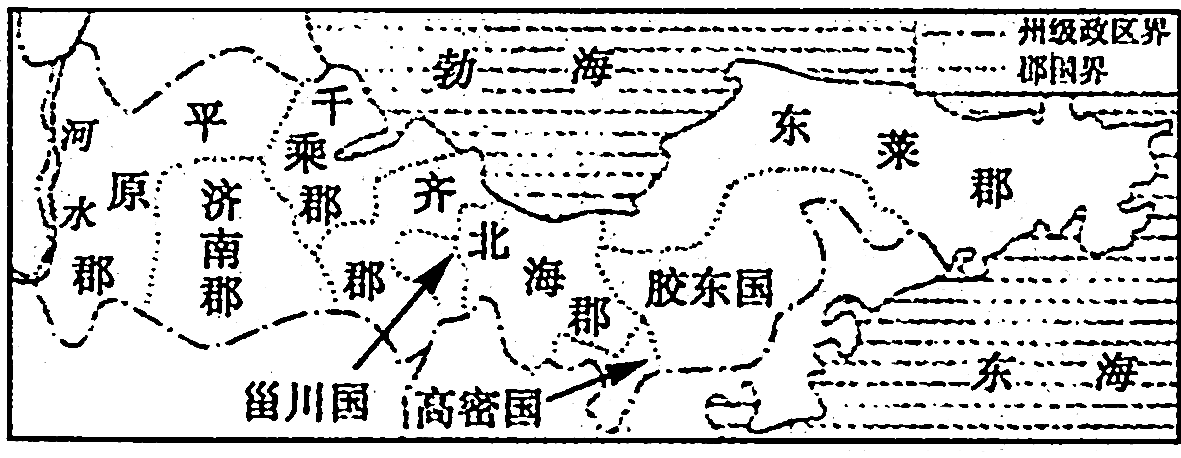 州级政区界
郡国界
勃海
河水
平原郡
济南郡
千乘郡
齐郡
北海郡
东莱郡
胶东国
甾川国
高密国
东海